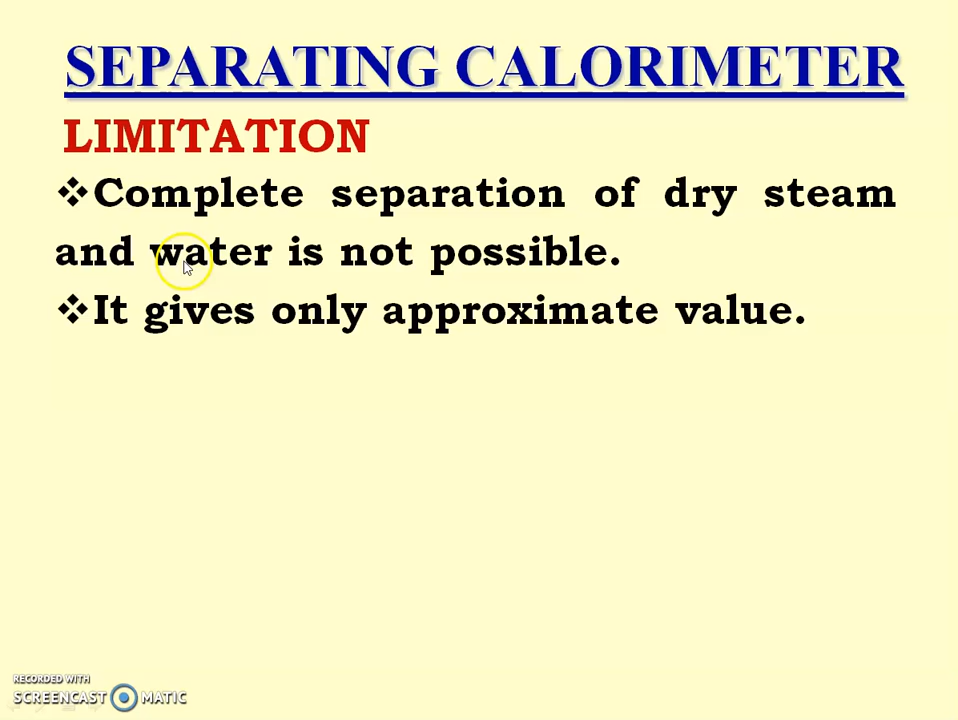 SEPARATING CALORIMETER
LIMITATION
❖Complete separation of dry steam
and water is not possible.
❖It gives only approximate value.
RECORDED WITH
SCREENCAST MATIC